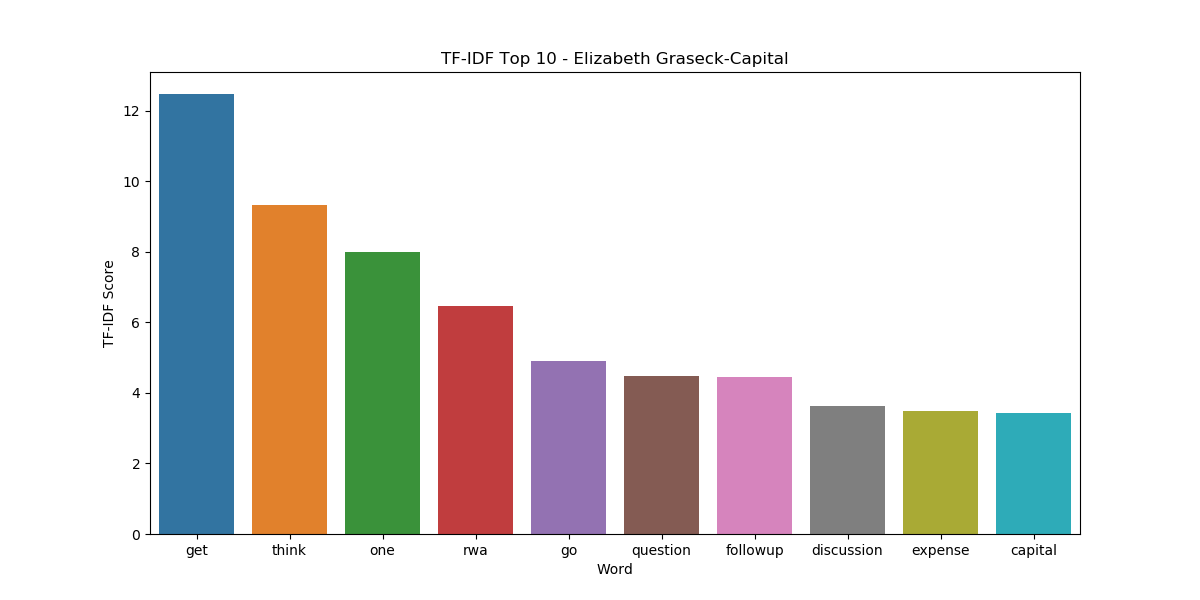 TF-IDF Top 10 - Elizabeth Graseck-Capital
12
10
8
6
4
2
0
TF-IDF Score
get think one rwa go question followup discussion expense capital
Word